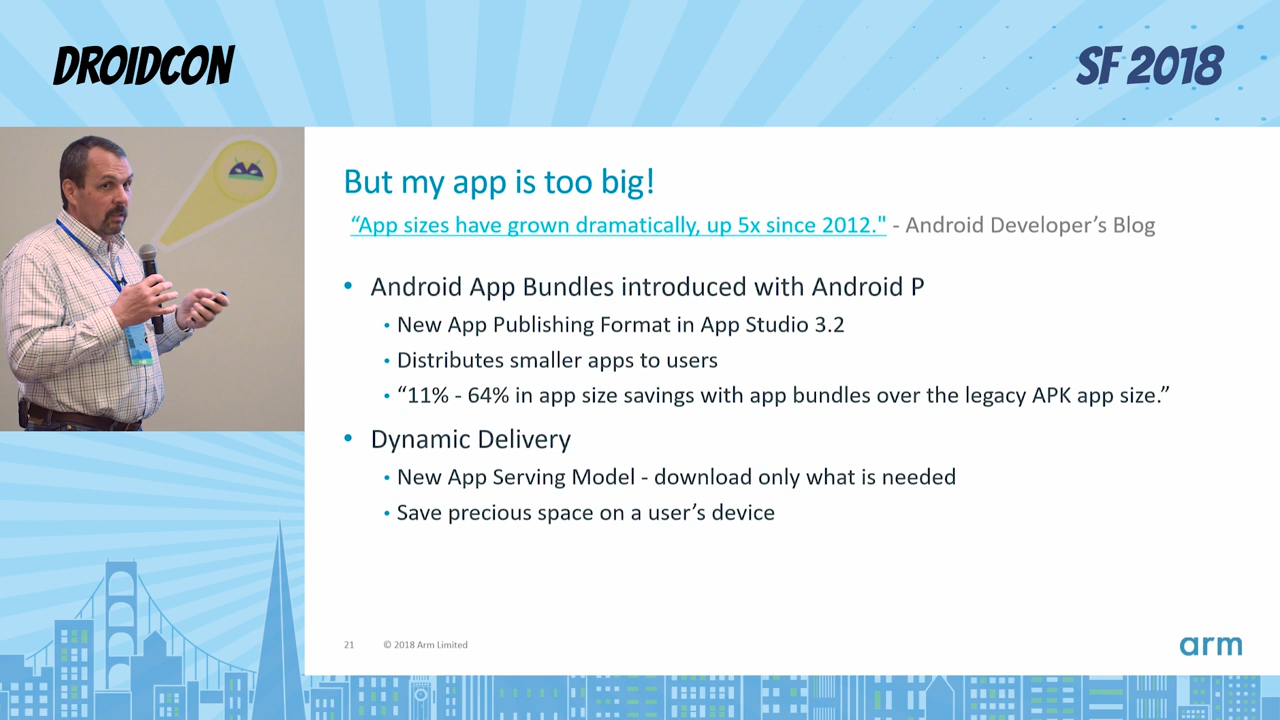 DROIDCON
SF 2018
But my app is too big!
“App sizes have grown dramatically, up 5x since 2012." - Android Developer’s Blog
• Android App Bundles introduced with Android P
• New App Publishing Format in App Studio 3.2
• Distributes smaller apps to users
• “11% - 64% in app size savings with app bundles over the legacy APK app size.”
• Dynamic Delivery
• New App Serving Model - download only what is needed
• Save precious space on a user’s device
21 © 2018 Arm Limited
arm